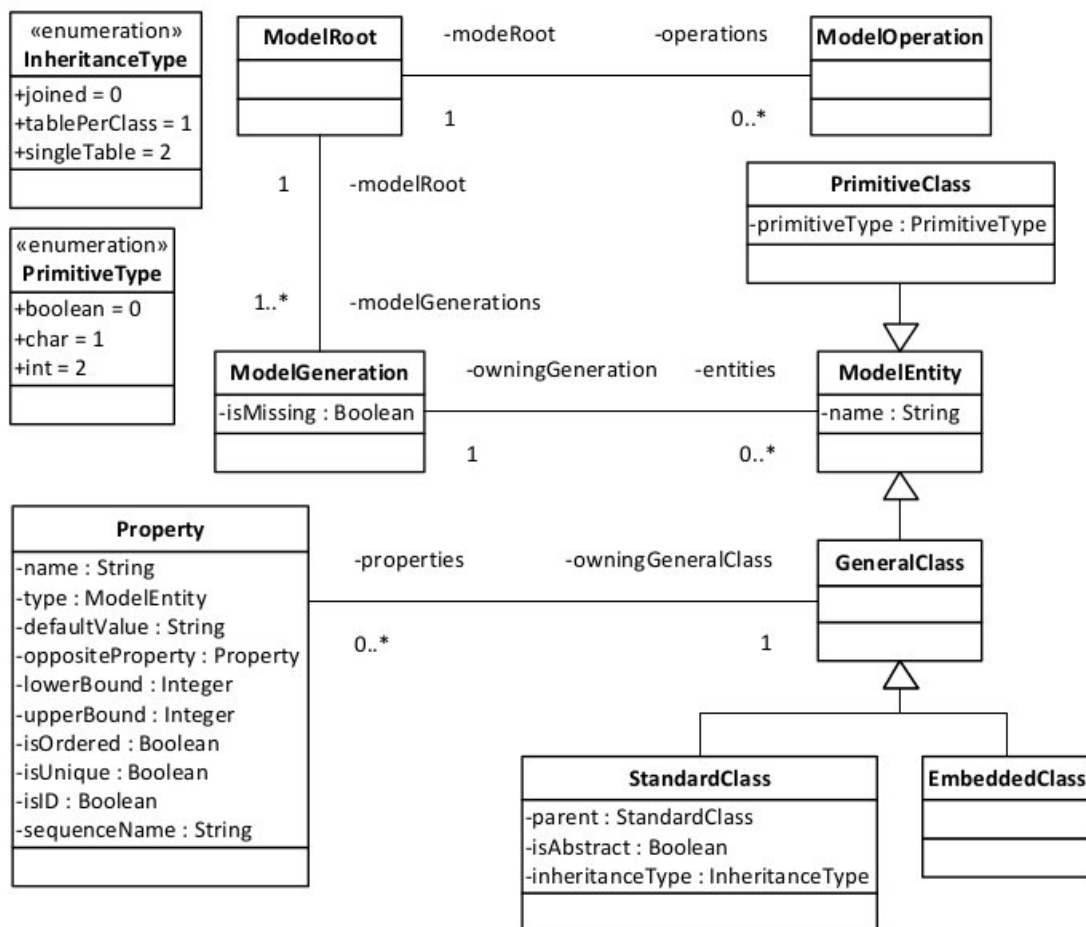 «enumeration»
InheritanceType
+joined = 0
+tablePerClass = 1
+singleTable = 2
ModelRoot
-modeRoot
-operations
1
0..*
ModelOperation
1
-modelRoot
1..*
-modelGenerations
«enumeration»
PrimitiveType
+boolean = 0
+char = 1
+int = 2
PrimitiveClass
-primitiveType : PrimitiveType
ModelGeneration
-isMissing : Boolean
-owningGeneration
-entities
1
0..*
ModelEntity
-name : String
Property
-name : String
-type : ModelEntity
-defaultValue : String
-oppositeProperty : Property
-lowerBound : Integer
-upperBound : Integer
-isOrdered : Boolean
-isUnique : Boolean
-isID : Boolean
-sequenceName : String
-properties
-owningGeneralClass
0..*
1
GeneralClass
StandardClass
-parent : StandardClass
-isAbstract : Boolean
-inheritanceType : InheritanceType
EmbeddedClass